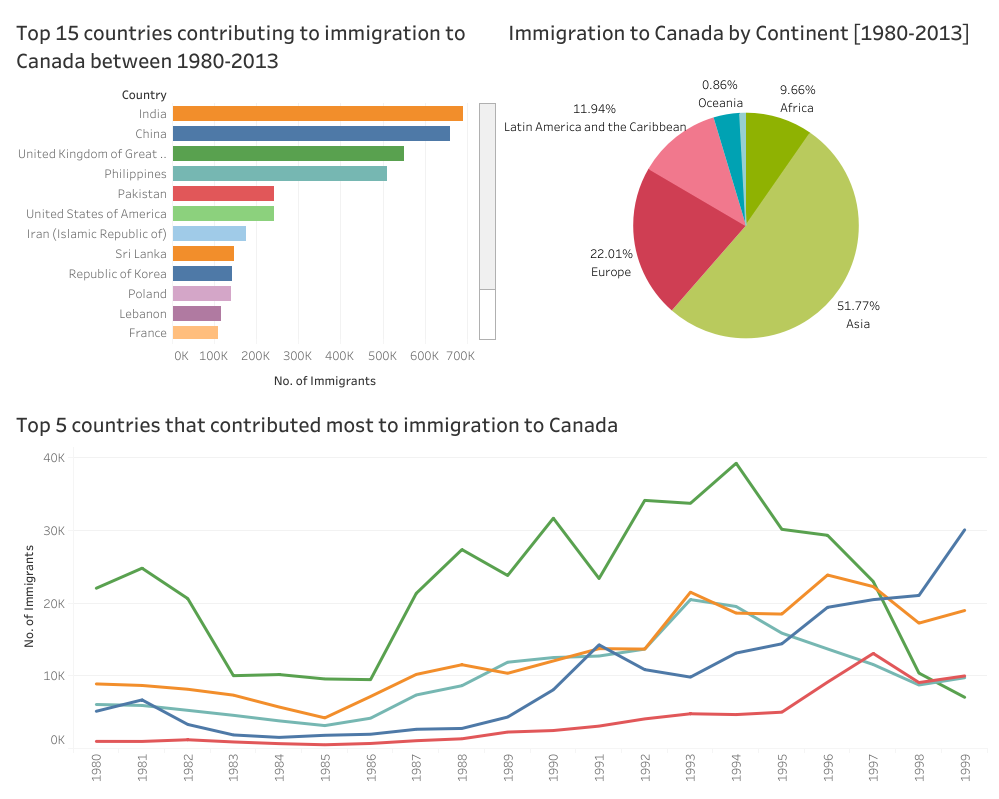 Top 15 countries contributing to immigration to
Canada between 1980-2013
Country
India
China
United Kingdom of Great ..
Philippines
Pakistan
United States of America
Iran (Islamic Republic of)
Sri Lanka
Republic of Korea
Poland
Lebanon
France
0K 100K 200K 300K 400K 500K 600K 700K
No. of Immigrants
Immigration to Canada by Continent [1980-2013]
0.86%
Oceania
9.66%
Africa
11.94%
Latin America and the Caribbean
22.01%
Europe
51.77%
Asia
Top 5 countries that contributed most to immigration to Canada
No. of Immigrants
40K
30K
20K
10K
0K
1980 1981 1982 1983 1984 1985 1986 1987 1988 1989 1990 1991 1992 1993 1994 1995 1996 1997 1998 1999